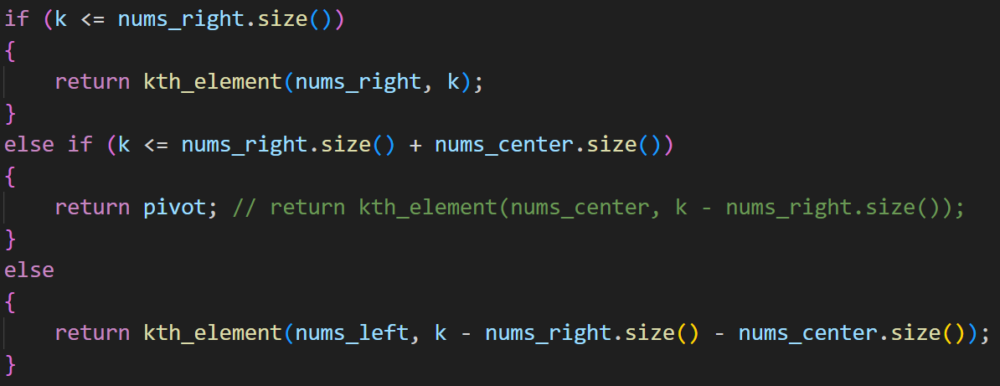 if (k <= nums_right.size())
{
    return kth_element(nums_right, k);
}
else if (k <= nums_right.size() + nums_center.size())
{
    return pivot; // return kth_element(nums_center, k - nums_right.size());
}
else
{
    return kth_element(nums_left, k - nums_right.size() - nums_center.size());
}